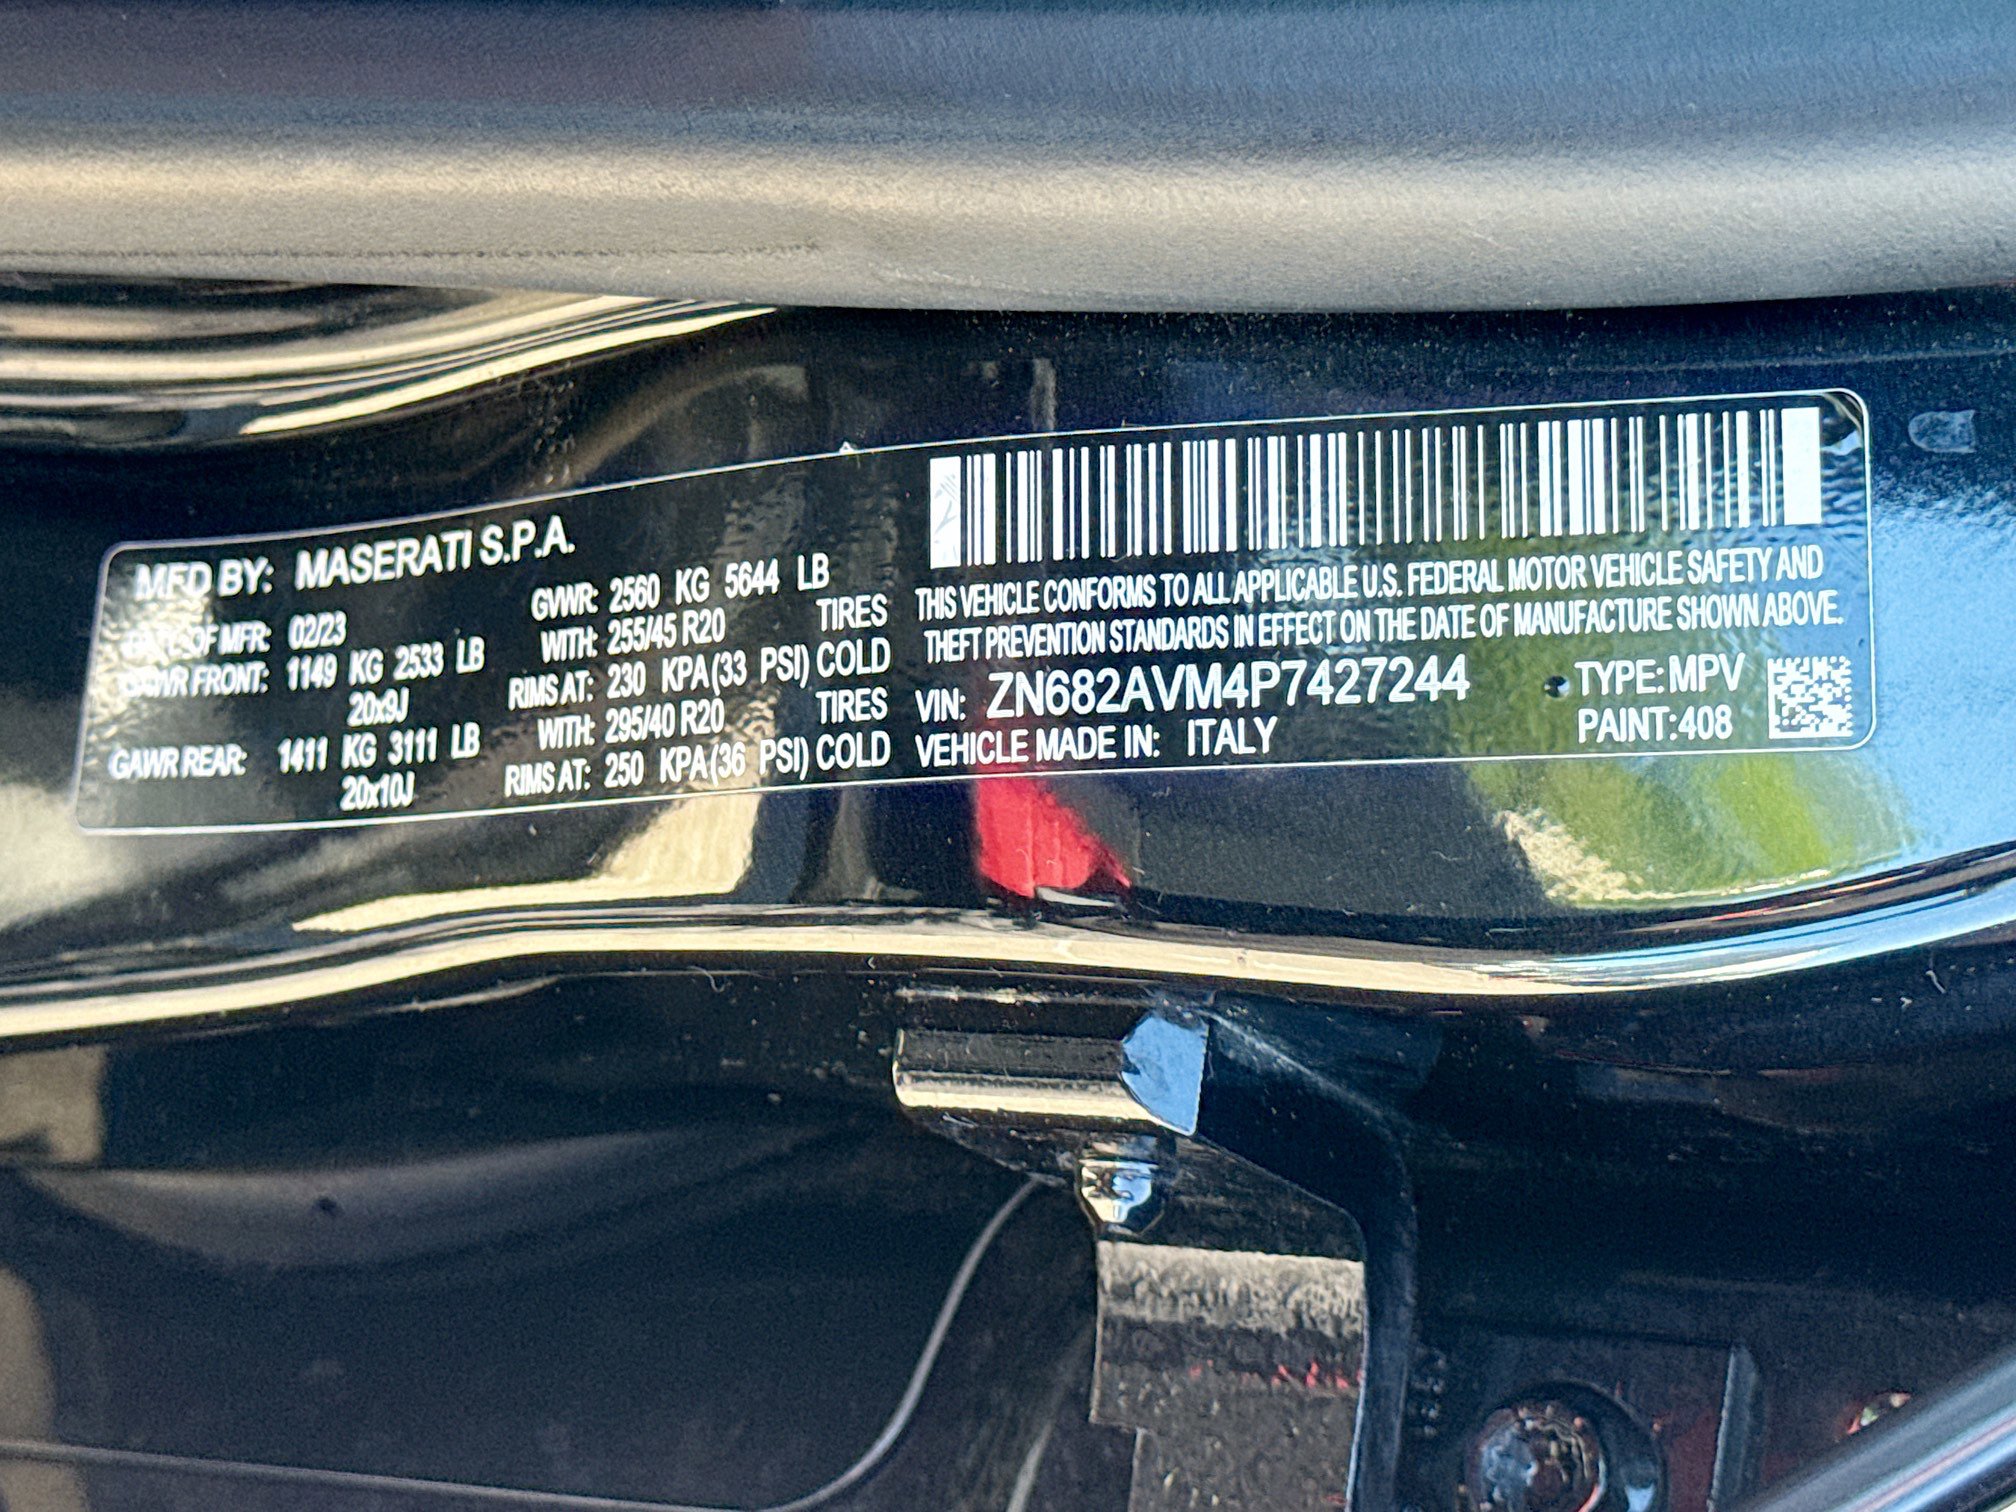 MFD BY: MASERATI S.P.A.
DATE OF MFR: 02/23 GVWR: 2560 KG 5644 LB
GAWR FRONT: 1149 KG 2533 LB WITH: 255/45 R20 TIRES
20x9J RIMS AT: 230 KPA (33 PSI) COLD
GAWR REAR: 1411 KG 3111 LB WITH: 295/40 R20 TIRES
20x10J RIMS AT: 250 KPA (36 PSI) COLD
THIS VEHICLE CONFORMS TO ALL APPLICABLE U.S. FEDERAL MOTOR VEHICLE SAFETY AND
THEFT PREVENTION STANDARDS IN EFFECT ON THE DATE OF MANUFACTURE SHOWN ABOVE.
VIN: ZN682AVM4P7427244 TYPE: MPV
VEHICLE MADE IN: ITALY PAINT: 408